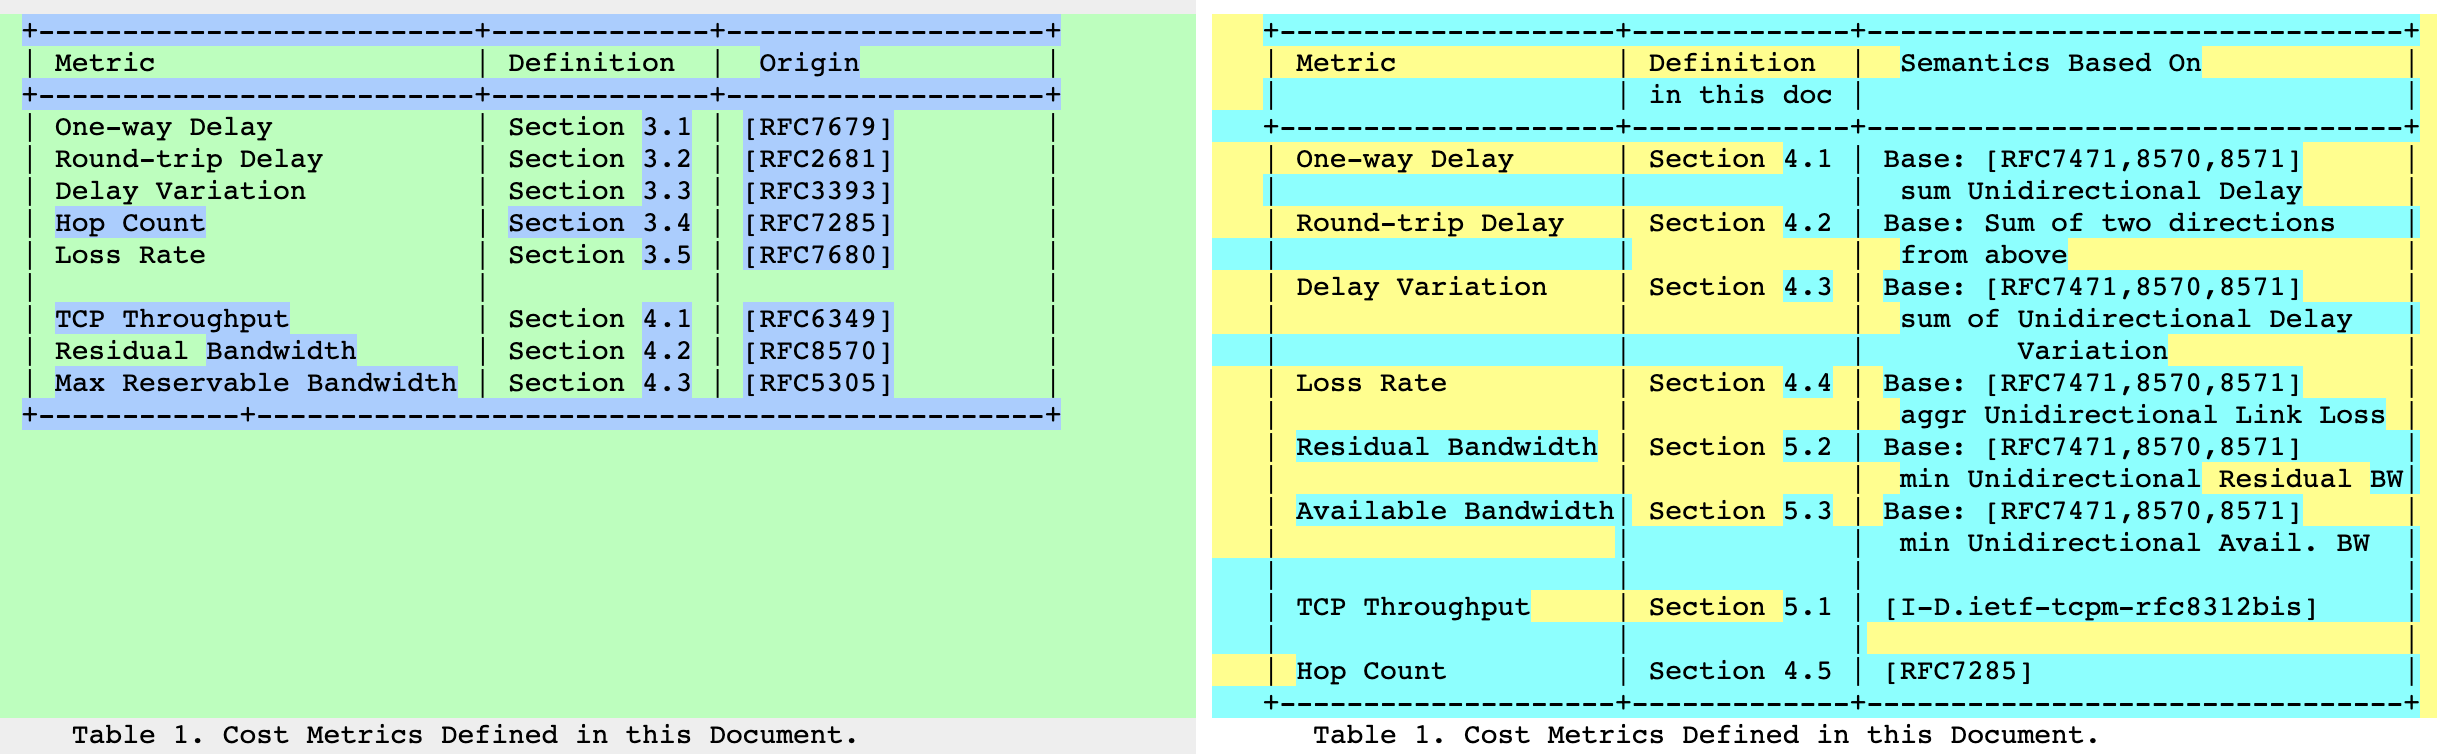 +--------------------------+-------------+-------------------+
| Metric                   | Definition  |  Origin           |
+--------------------------+-------------+-------------------+
| One-way Delay            | Section 3.1 | [RFC7679]         |
| Round-trip Delay         | Section 3.2 | [RFC2681]         |
| Delay Variation          | Section 3.3 | [RFC3393]         |
| Hop Count                | Section 3.4 | [RFC7285]         |
| Loss Rate                | Section 3.5 | [RFC7680]         |
|                          |             |                   |
| TCP Throughput           | Section 4.1 | [RFC6349]         |
| Residual Bandwidth       | Section 4.2 | [RFC8570]         |
| Max Reservable Bandwidth | Section 4.3 | [RFC5305]         |
+------------+-----------------------------------------------+
Table 1. Cost Metrics Defined in this Document.
+--------------------+-------------+--------------------------------+
| Metric             | Definition  |  Semantics Based On            |
|                    | in this doc |                                |
+--------------------+-------------+--------------------------------+
| One-way Delay      | Section 4.1 | Base: [RFC7471,8570,8571]      |
|                    |             |  sum Unidirectional Delay      |
| Round-trip Delay   | Section 4.2 | Base: Sum of two directions    |
|                    |             |  from above                    |
| Delay Variation    | Section 4.3 | Base: [RFC7471,8570,8571]      |
|                    |             |  sum of Unidirectional Delay   |
|                    |             |         Variation              |
| Loss Rate          | Section 4.4 | Base: [RFC7471,8570,8571]      |
|                    |             |  aggr Unidirectional Link Loss |
| Residual Bandwidth | Section 5.2 | Base: [RFC7471,8570,8571]      |
|                    |             |  min Unidirectional Residual BW|
| Available Bandwidth| Section 5.3 | Base: [RFC7471,8570,8571]      |
|                    |             |  min Unidirectional Avail. BW  |
|                    |             |                                |
| TCP Throughput     | Section 5.1 | [I-D.ietf-tcpm-rfc8312bis]     |
|                    |             |                                |
| Hop Count          | Section 4.5 | [RFC7285]                      |
+--------------------+-------------+--------------------------------+
Table 1. Cost Metrics Defined in this Document.